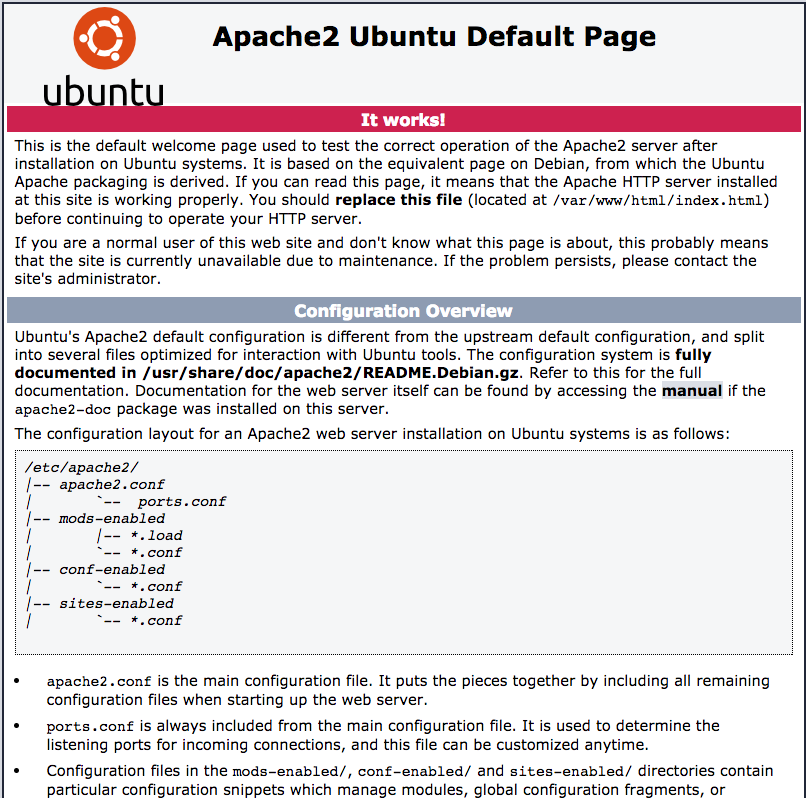 ubuntu
Apache2 Ubuntu Default Page
It works!
This is the default welcome page used to test the correct operation of the Apache2 server after
installation on Ubuntu systems. It is based on the equivalent page on Debian, from which the Ubuntu
Apache packaging is derived. If you can read this page, it means that the Apache HTTP server installed
at this site is working properly. You should replace this file (located at /var/www/html/index.html)
before continuing to operate your HTTP server.
If you are a normal user of this web site and don't know what this page is about, this probably means
that the site is currently unavailable due to maintenance. If the problem persists, please contact the
site's administrator.
Configuration Overview
Ubuntu's Apache2 default configuration is different from the upstream default configuration, and split
into several files optimized for interaction with Ubuntu tools. The configuration system is fully
documented in /usr/share/doc/apache2/README.Debian.gz. Refer to this for the full
documentation. Documentation for the web server itself can be found by accessing the manual if the
apache2-doc package was installed on this server.
The configuration layout for an Apache2 web server installation on Ubuntu systems is as follows:
/etc/apache2/
|-- apache2.conf
|       `--  ports.conf
|-- mods-enabled
|       |-- *.load
|       `-- *.conf
|-- conf-enabled
|       `-- *.conf
|-- sites-enabled
|       `-- *.conf
• apache2.conf is the main configuration file. It puts the pieces together by including all remaining
configuration files when starting up the web server.
• ports.conf is always included from the main configuration file. It is used to determine the
listening ports for incoming connections, and this file can be customized anytime.
• Configuration files in the mods-enabled/, conf-enabled/ and sites-enabled/ directories contain
particular configuration snippets which manage modules, global configuration fragments, or